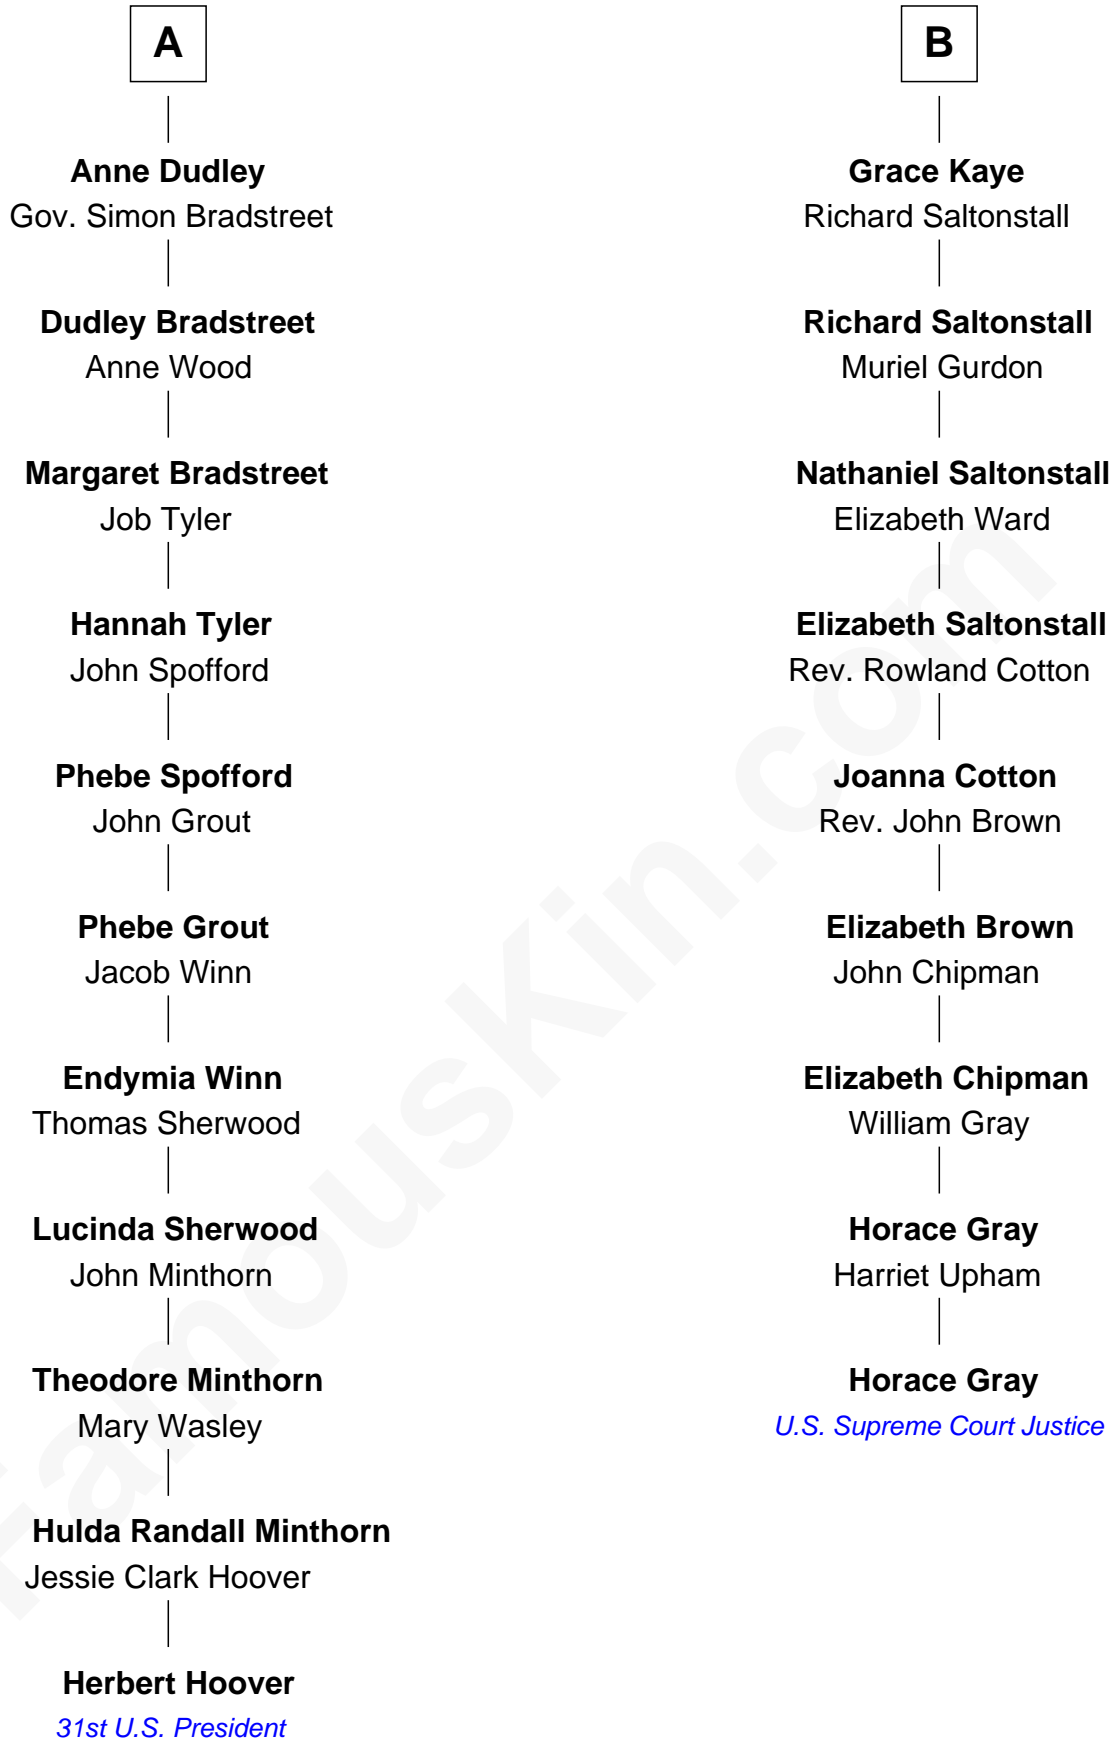 A
Anne Dudley
Gov. Simon Bradstreet
Dudley Bradstreet
Anne Wood
Margaret Bradstreet
Job Tyler
Hannah Tyler
John Spofford
Phebe Spofford
John Grout
Phebe Grout
Jacob Winn
Endymia Winn
Thomas Sherwood
Lucinda Sherwood
John Minthorn
Theodore Minthorn
Mary Wasley
Hulda Randall Minthorn
Jessie Clark Hoover
Herbert Hoover
31st U.S. President
B
Grace Kaye
Richard Saltonstall
Richard Saltonstall
Muriel Gurdon
Nathaniel Saltonstall
Elizabeth Ward
Elizabeth Saltonstall
Rev. Rowland Cotton
Joanna Cotton
Rev. John Brown
Elizabeth Brown
John Chipman
Elizabeth Chipman
William Gray
Horace Gray
Harriet Upham
Horace Gray
U.S. Supreme Court Justice
FamousKin.com